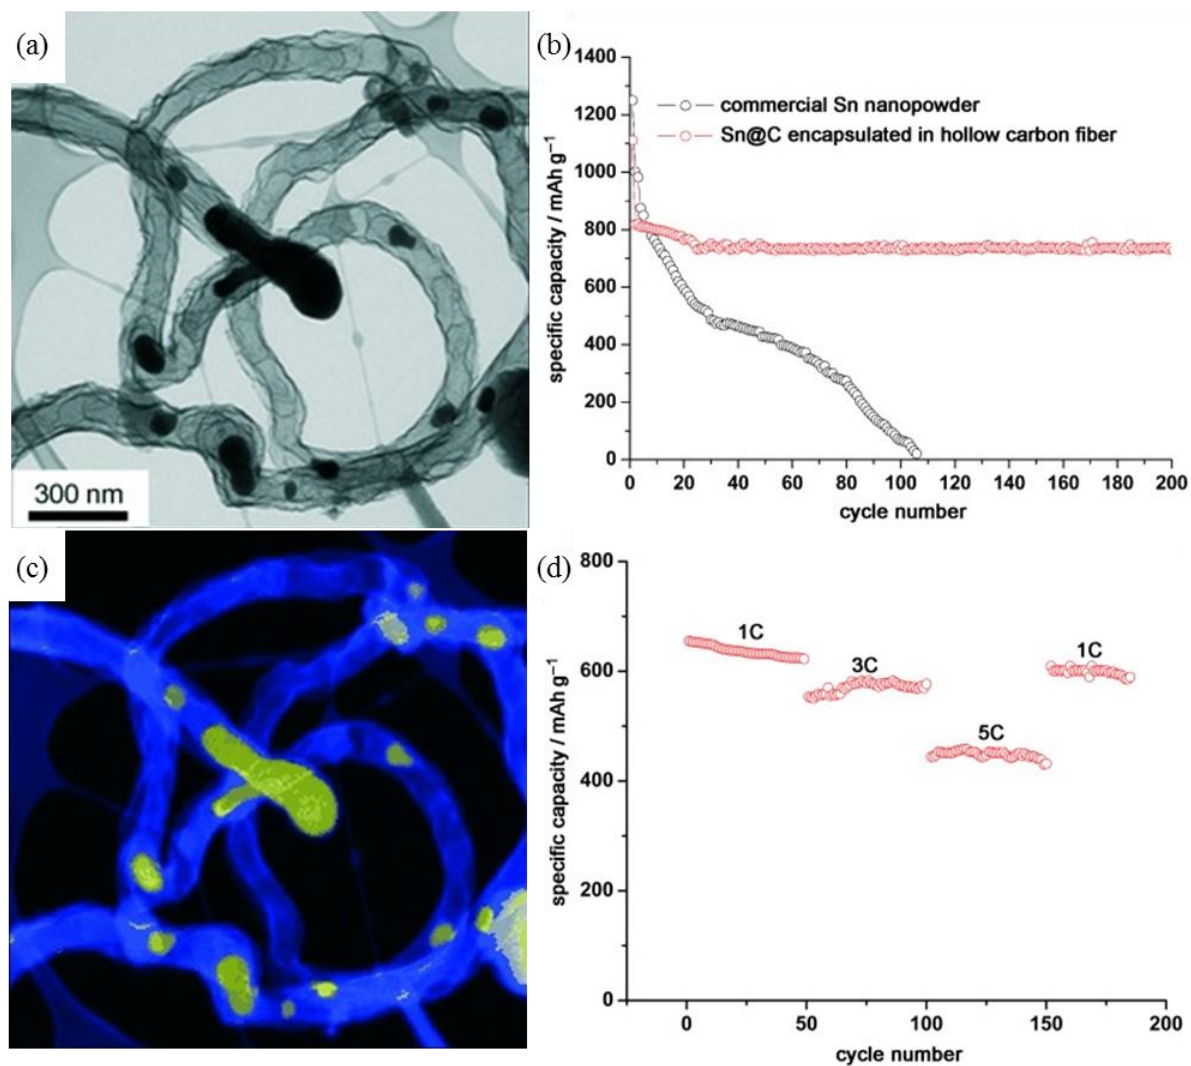 (a)
300 nm
(b)
1400
1200
1000
800
600
400
200
0
specific capacity / mAh g⁻¹
commercial Sn nanopowder
Sn@C encapsulated in hollow carbon fiber
0 20 40 60 80 100 120 140 160 180 200
cycle number
(c)
(d)
800
600
400
200
0
specific capacity / mAh g⁻¹
1C
3C
5C
1C
0 50 100 150 200
cycle number